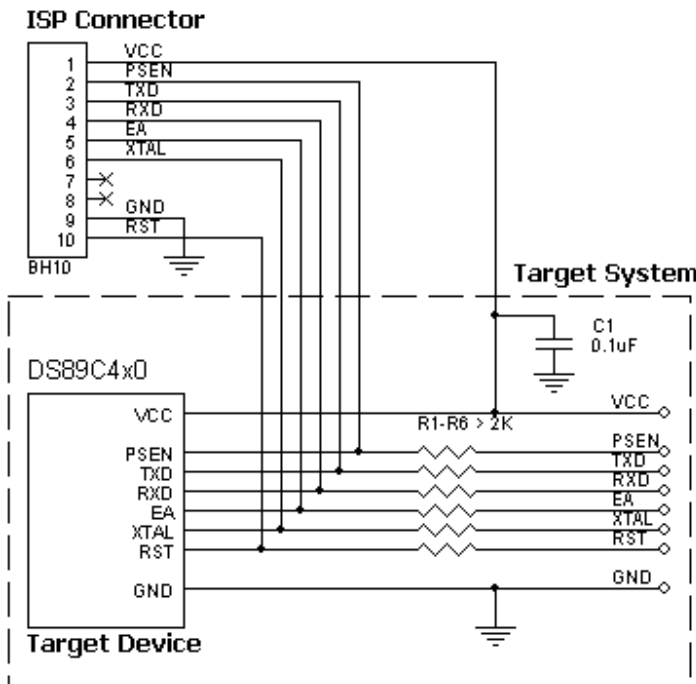 ISP Connector
1 VCC
2 PSEN
3 TXD
4 RXD
5 EA
6 XTAL
7
8
9 GND
10 RST
BH10
Target System
C1
0.1uF
DS89C4x0
VCC
VCC
R1-R6 > 2K
PSEN
PSEN
TXD
TXD
RXD
RXD
EA
EA
XTAL
XTAL
RST
RST
GND
GND
Target Device